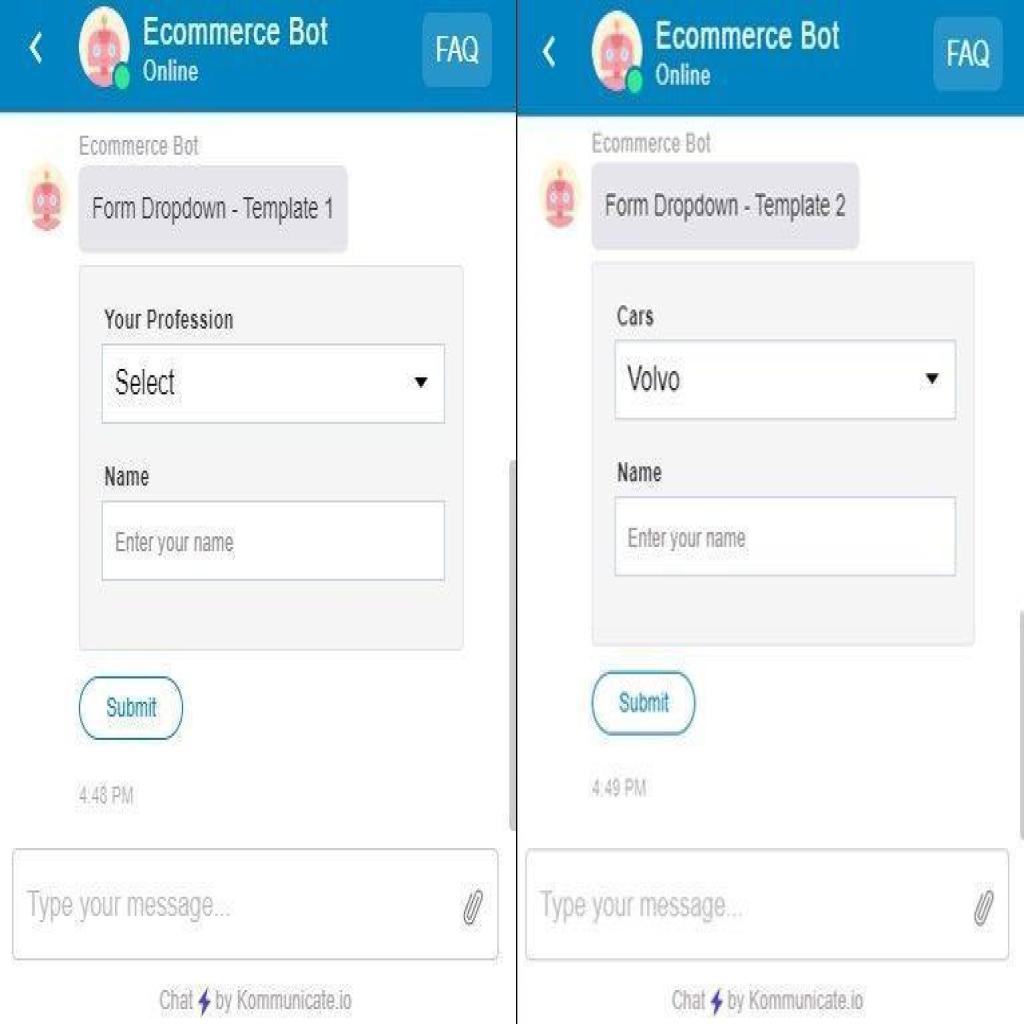 Ecommerce Bot
Online
FAQ
Ecommerce Bot
Form Dropdown - Template 1
Your Profession
Select
Name
Enter your name
Submit
4:48 PM
Type your message...
Chat by Kommunicate.io
Ecommerce Bot
Online
FAQ
Ecommerce Bot
Form Dropdown - Template 2
Cars
Volvo
Name
Enter your name
Submit
4:49 PM
Type your message...
Chat by Kommunicate.io